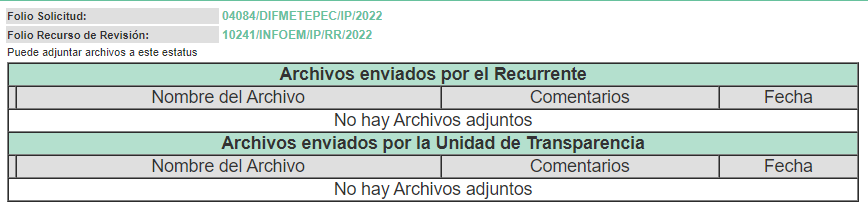 Folio Solicitud: 04084/DIFMETEPEC/IP/2022
Folio Recurso de Revisión: 10241/INFOEM/IP/RR/2022
Puede adjuntar archivos a este estatus
Archivos enviados por el Recurrente
Nombre del Archivo Comentarios Fecha
No hay Archivos adjuntos
Archivos enviados por la Unidad de Transparencia
Nombre del Archivo Comentarios Fecha
No hay Archivos adjuntos